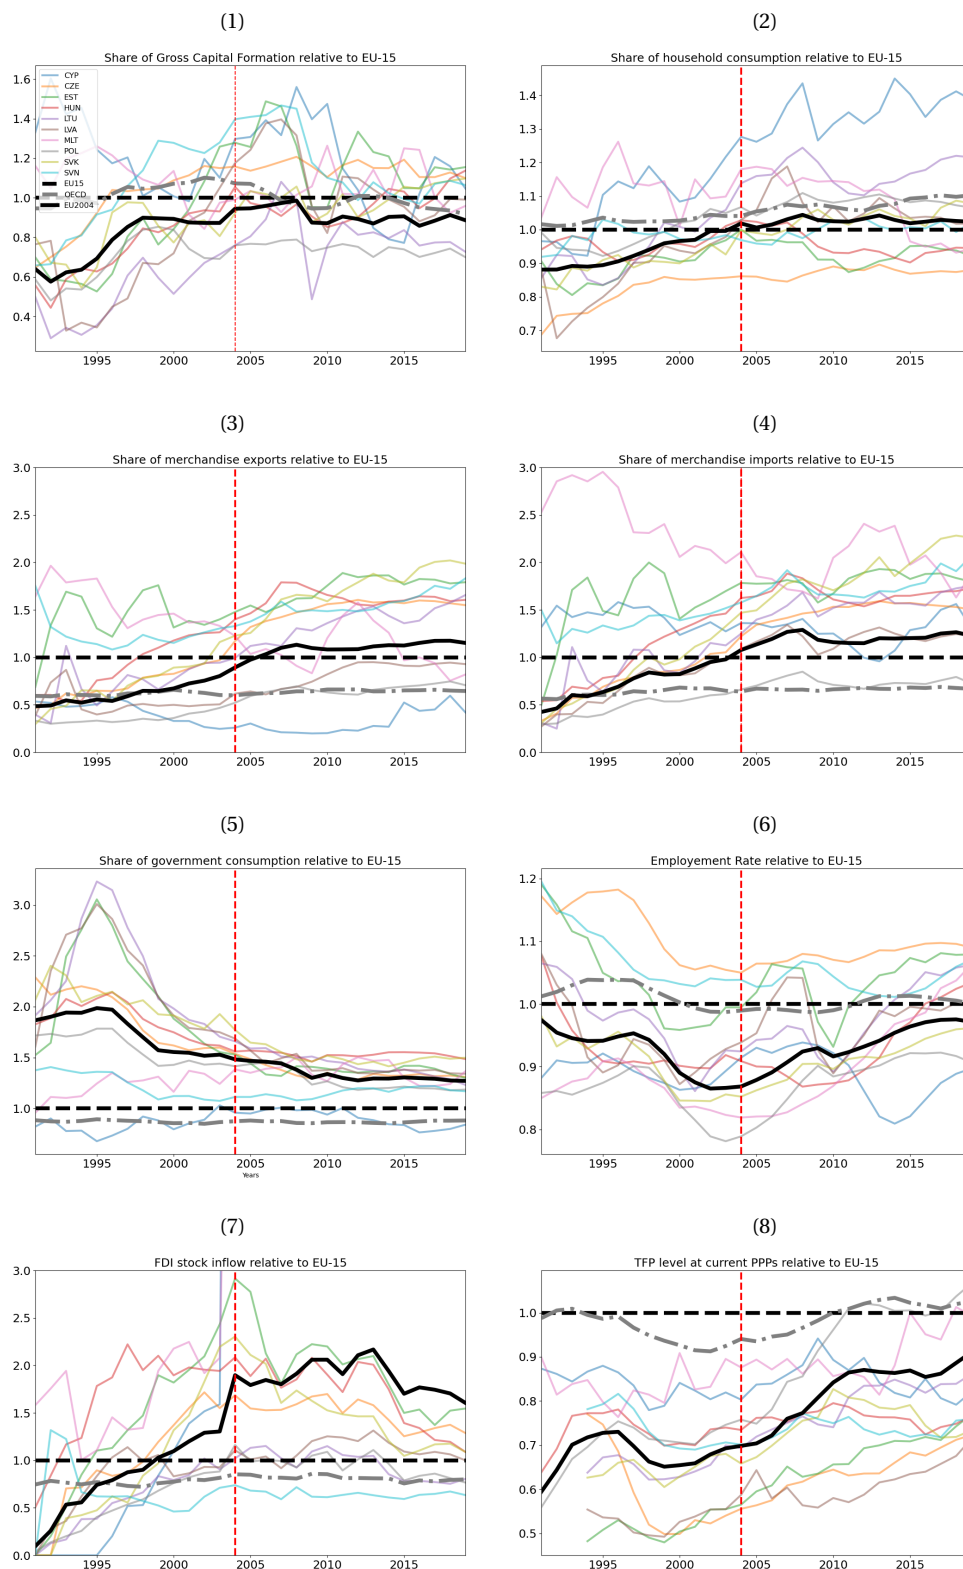 (1)
Share of Gross Capital Formation relative to EU-15
1.6
1.4
1.2
1.0
0.8
0.6
0.4
CYP
CZE
EST
HUN
LTU
LVA
MLT
POL
SVK
SVN
EU15
OECD
EU2004
1995 2000 2005 2010 2015
(2)
Share of household consumption relative to EU-15
1.4
1.3
1.2
1.1
1.0
0.9
0.8
0.7
1995 2000 2005 2010 2015
(3)
Share of merchandise exports relative to EU-15
3.0
2.5
2.0
1.5
1.0
0.5
0.0
1995 2000 2005 2010 2015
(4)
Share of merchandise imports relative to EU-15
3.0
2.5
2.0
1.5
1.0
0.5
0.0
1995 2000 2005 2010 2015
(5)
Share of government consumption relative to EU-15
3.0
2.5
2.0
1.5
1.0
1995 2000 2005 2010 2015
Years
(6)
Employement Rate relative to EU-15
1.2
1.1
1.0
0.9
0.8
1995 2000 2005 2010 2015
(7)
FDI stock inflow relative to EU-15
3.0
2.5
2.0
1.5
1.0
0.5
0.0
1995 2000 2005 2010 2015
(8)
TFP level at current PPPs relative to EU-15
1.0
0.9
0.8
0.7
0.6
0.5
1995 2000 2005 2010 2015